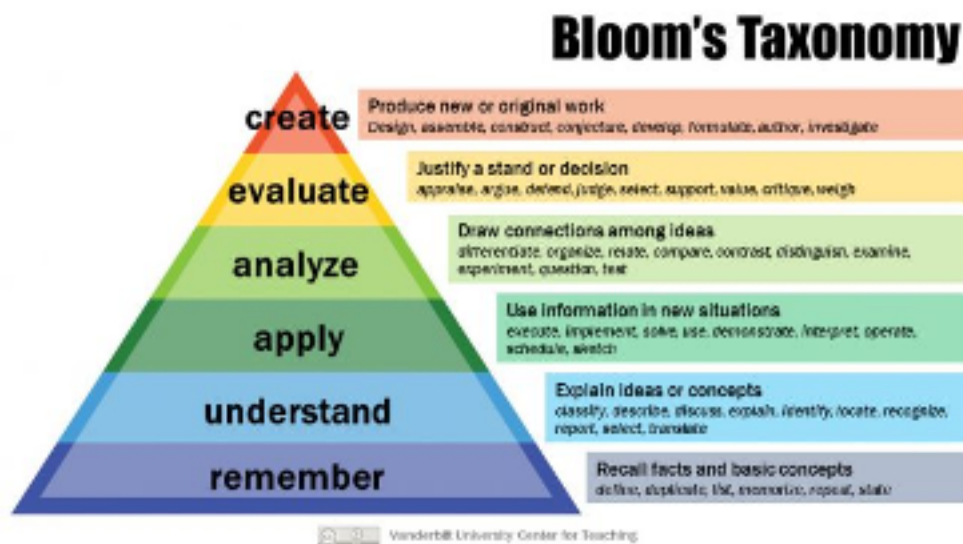 Bloom's Taxonomy
create
Produce new or original work
Design, assemble, construct, conjecture, develop, formulate, author, investigate
evaluate
Justify a stand or decision
appraise, argue, defend, judge, select, support, value, critique, weigh
analyze
Draw connections among ideas
differentiate, organize, relate, compare, contrast, distinguish, examine,
experiment, question, test
apply
Use information in new situations
execute, implement, solve, use, demonstrate, interpret, operate,
schedule, sketch
understand
Explain ideas or concepts
classify, describe, discuss, explain, identify, locate, recognize,
report, select, translate
remember
Recall facts and basic concepts
define, duplicate, list, memorize, repeat, state
Vanderbilt University Center for Teaching